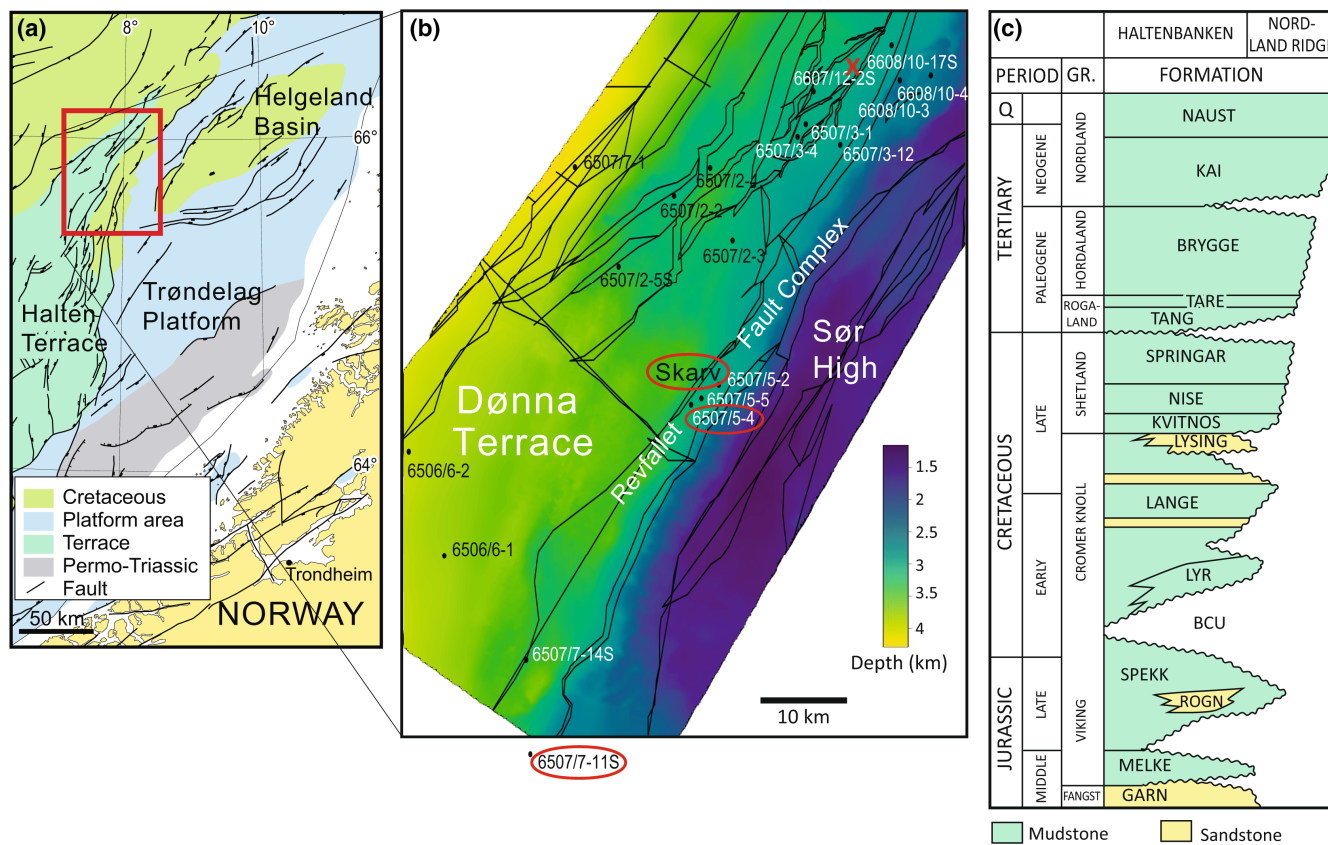 (a)
8°
10°
Helgeland
Basin
66°
Trøndelag
Platform
Halten
Terrace
64°
Cretaceous
Platform area
Terrace
Permo-Triassic
Fault
50 km
Trondheim
NORWAY
(b)
X
6608/10-17S
6607/12-2S
6608/10-4
6608/10-3
6507/3-1
6507/3-4
6507/3-12
6507/7-1
6507/2-2
6507/2-3
6507/2-5S
Fault Complex
Sør
High
Skarv
6507/5-2
6507/5-5
6507/5-4
Dønna
Terrace
Revfallet
6506/6-2
6506/6-1
6507/7-14S
1.5
2
2.5
3
3.5
4
Depth (km)
10 km
6507/7-11S
(c)
HALTENBANKEN
NORD-
LAND RIDGE
PERIOD
GR.
FORMATION
Q
TERTIARY
NEOGENE
PALEOGENE
NORDLAND
HORDALAND
ROGA-
LAND
NAUST
KAI
BRYGGE
TARE
TANG
CRETACEOUS
LATE
EARLY
SHETLAND
CROMER KNOLL
SPRINGAR
NISE
KVITNOS
LYSING
LANGE
LYR
BCU
JURASSIC
LATE
MIDDLE
VIKING
FANGST
SPEKK
ROGN
MELKE
GARN
Mudstone
Sandstone